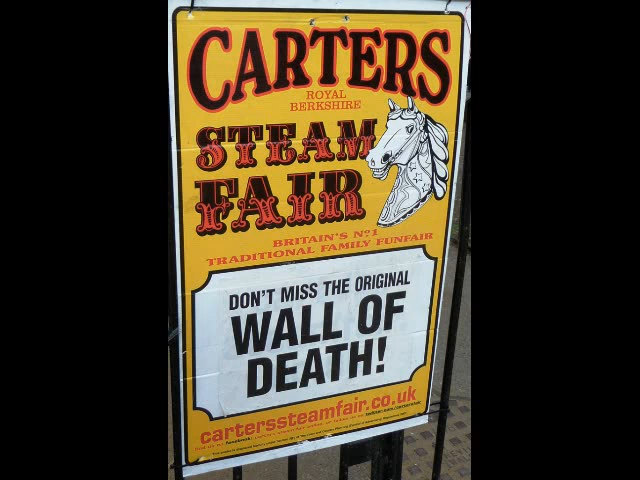 CARTERS
ROYAL
BERKSHIRE
STEAM
FAIR
BRITAIN'S Nº1
TRADITIONAL FAMILY FUNFAIR
DON'T MISS THE ORIGINAL
WALL OF
DEATH!
carterssteamfair.co.uk